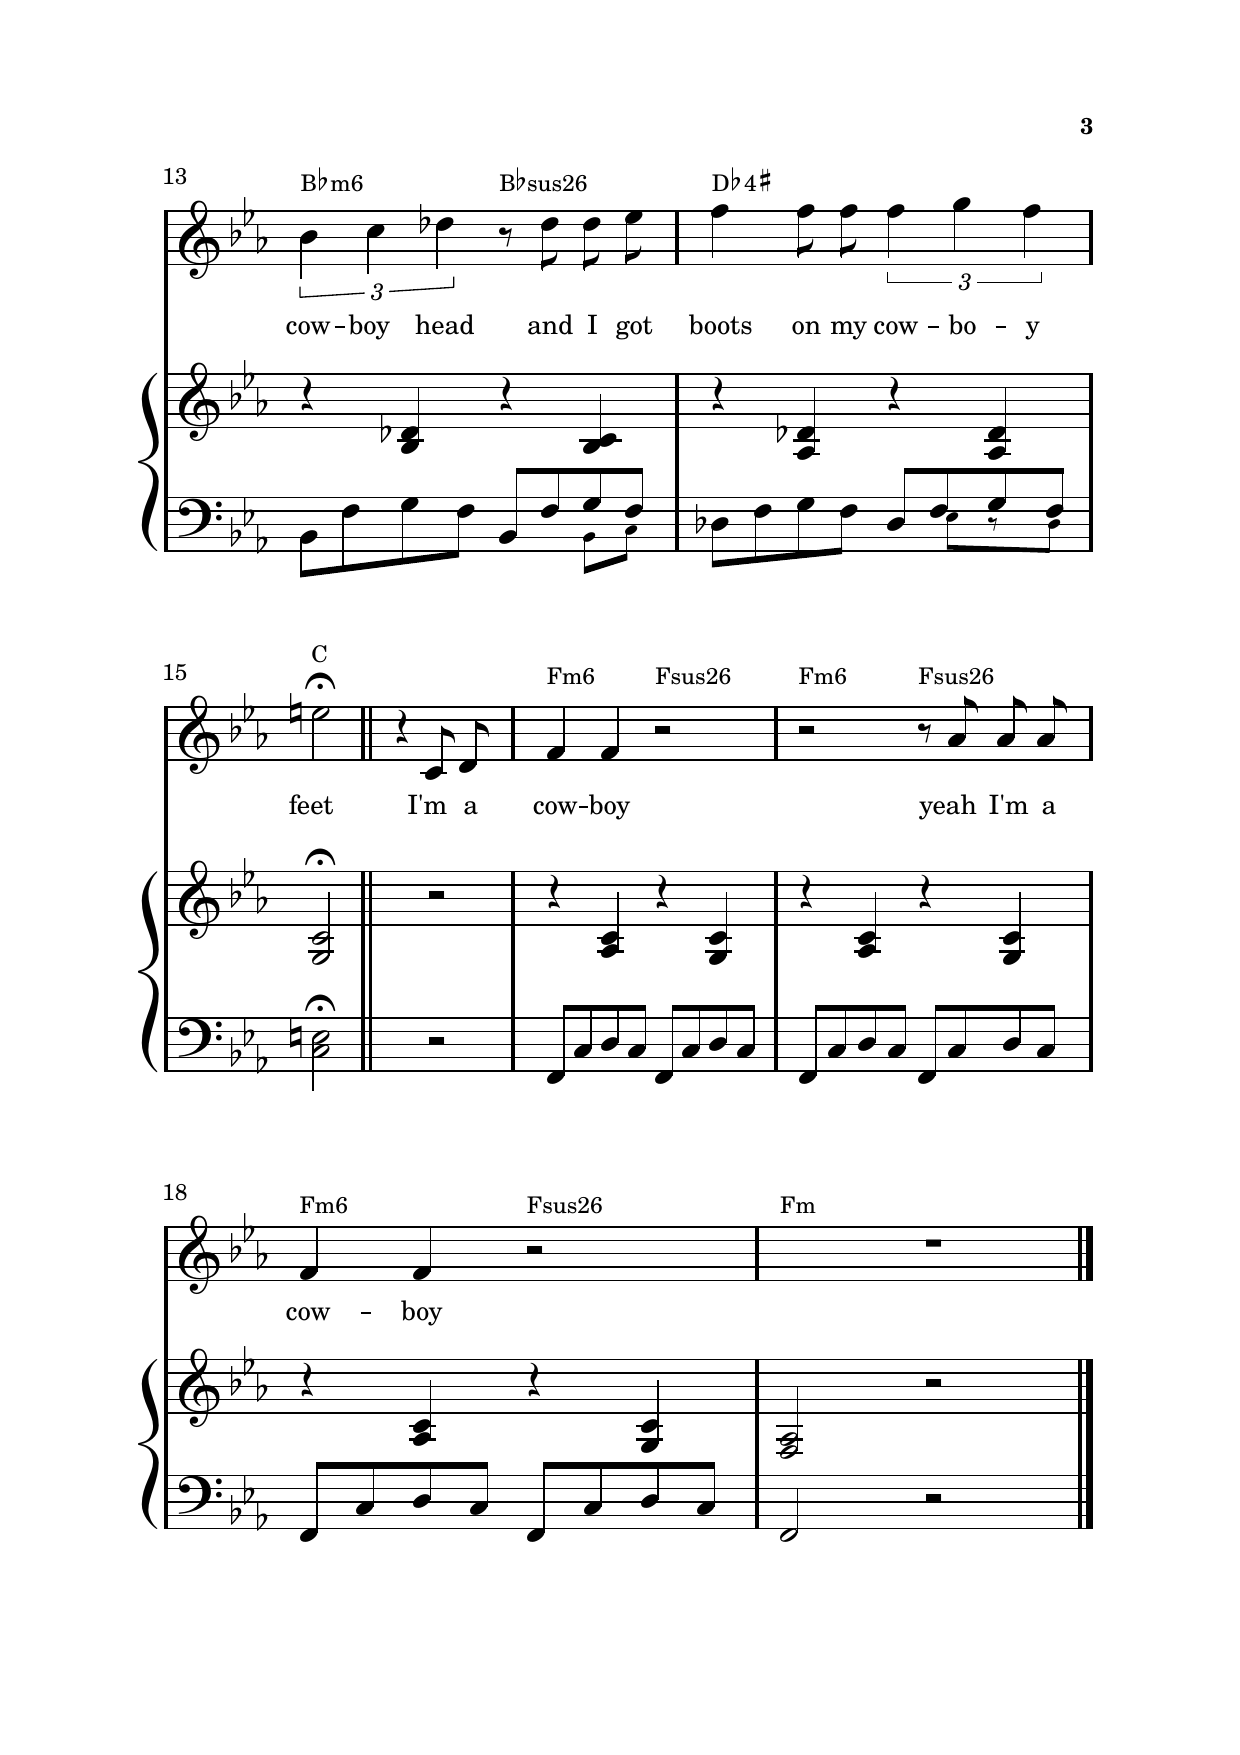 3
13
B♭m6 B♭sus26 D♭4♯
3 3
cow – boy head and I got boots on my cow – bo – y
15
C Fm6 Fsus26 Fm6 Fsus26
feet I'm a cow – boy yeah I'm a
18
Fm6 Fsus26 Fm
cow – boy